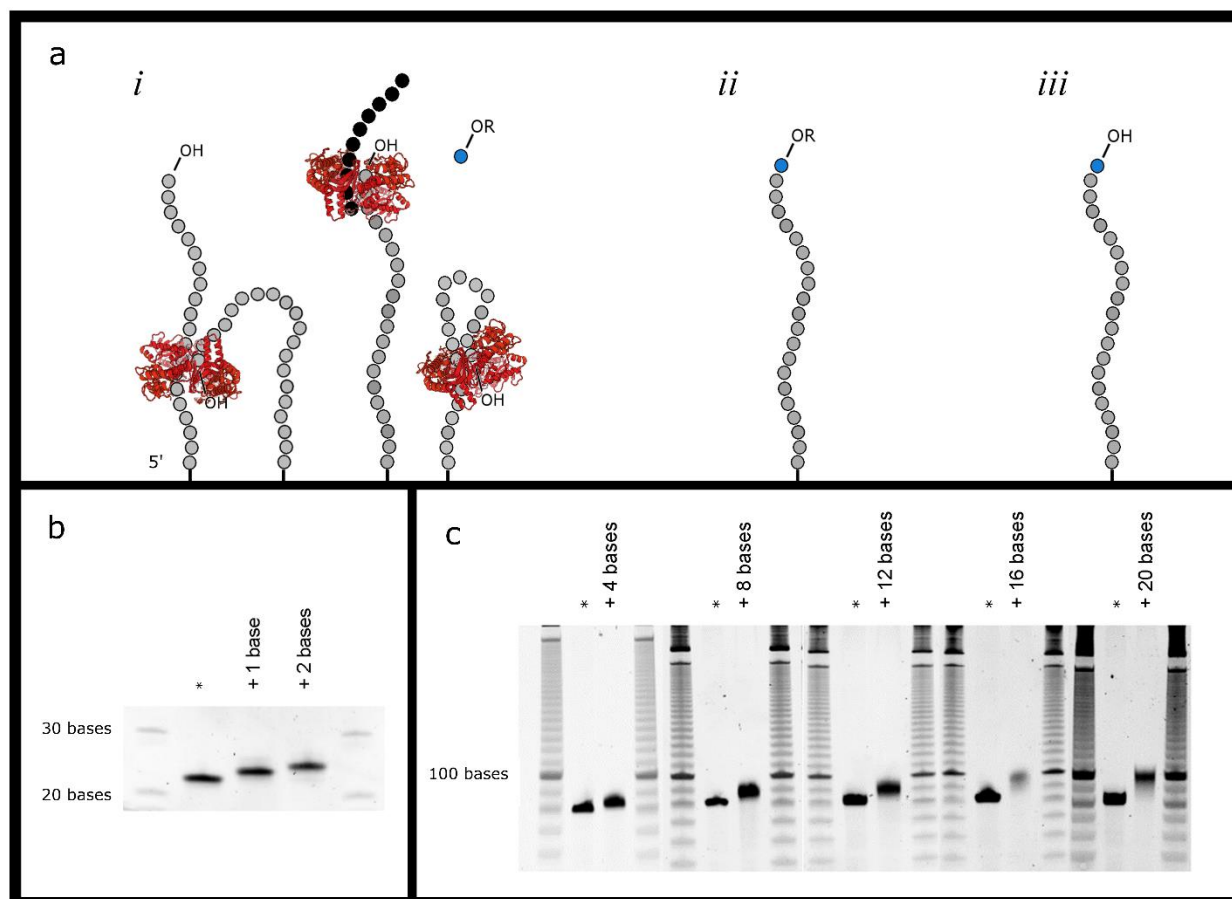 a
i
ii
iii
OH
OH
OR
OR
OH
OH
OH
5'
b
*
+ 1 base
+ 2 bases
30 bases
20 bases
c
*
+ 4 bases
*
+ 8 bases
*
+ 12 bases
*
+ 16 bases
*
+ 20 bases
100 bases